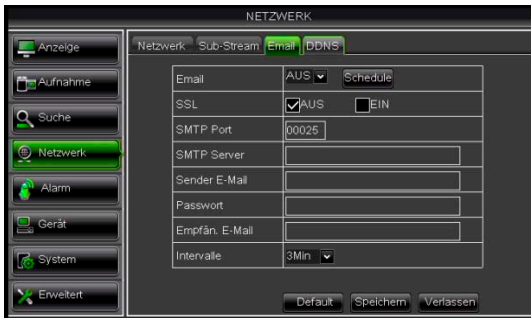 NETZWERK
Anzeige
Aufnahme
Suche
Netzwerk
Alarm
Gerät
System
Erweitert
Netzwerk Sub-Stream Email DDNS
Email AUS Schedule
SSL AUS EIN
SMTP Port 00025
SMTP Server
Sender E-Mail
Passwort
Empfän. E-Mail
Intervalle 3Min
Default Speichern Verlassen